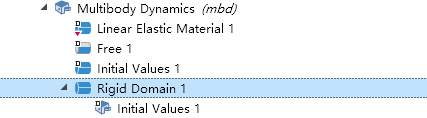 Multibody Dynamics (mbd)
D Linear Elastic Material 1
D Free 1
D Initial Values 1
Rigid Domain 1
D Initial Values 1